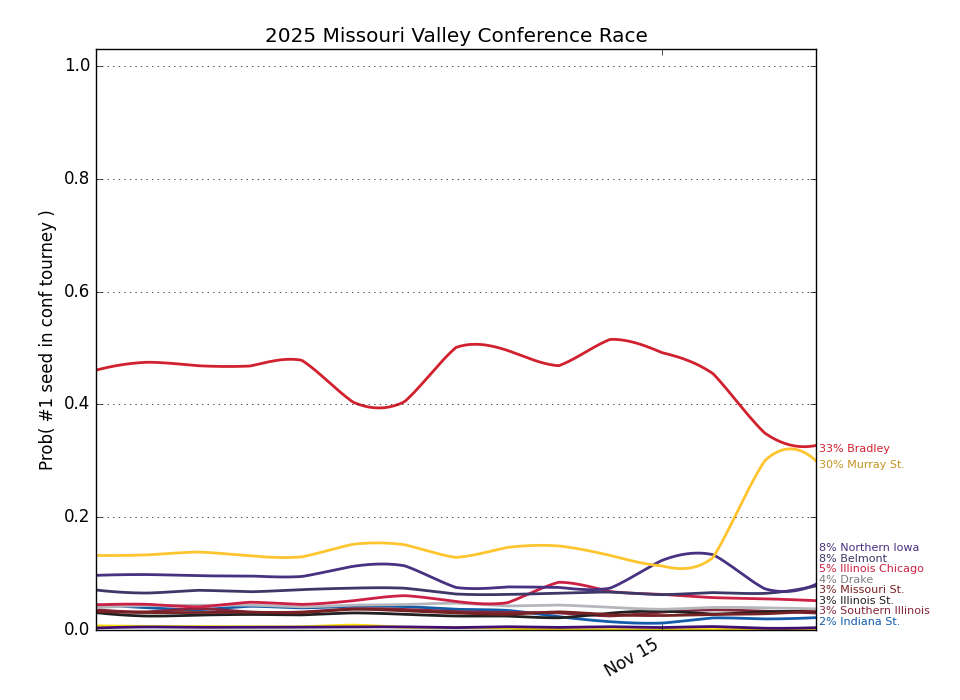 2025 Missouri Valley Conference Race
Prob( #1 seed in conf tourney )
1.0
0.8
0.6
0.4
0.2
0.0
Nov 15
33% Bradley
30% Murray St.
8% Northern Iowa
8% Belmont
5% Illinois Chicago
4% Drake
3% Missouri St.
3% Illinois St.
3% Southern Illinois
2% Indiana St.